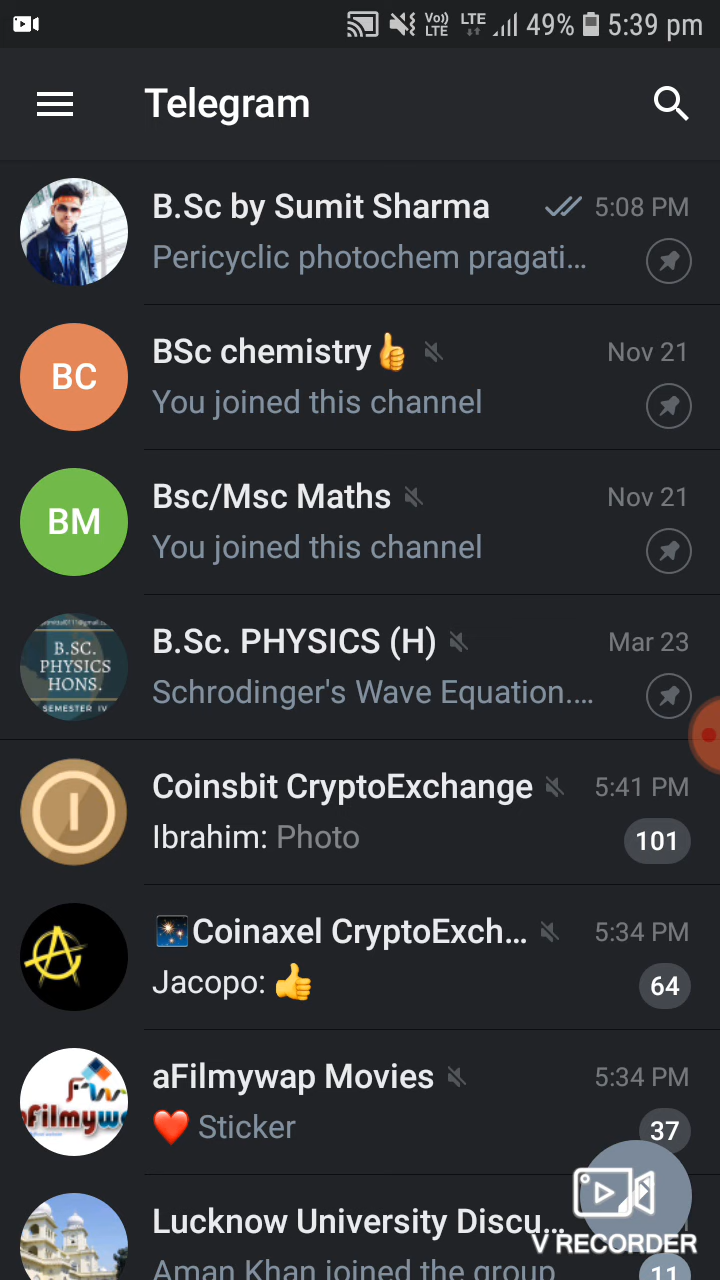 Vo) LTE LTE 49% 5:39 pm
Telegram
B.Sc by Sumit Sharma 5:08 PM
Pericyclic photochem pragati...
BC BSc chemistry👍 Nov 21
You joined this channel
BM Bsc/Msc Maths Nov 21
You joined this channel
B.SC.
PHYSICS
HONS.
SEMESTER IV
B.Sc. PHYSICS (H) Mar 23
Schrodinger's Wave Equation....
Coinsbit CryptoExchange 5:41 PM
Ibrahim: Photo 101
🎇Coinaxel CryptoExch... 5:34 PM
Jacopo: 👍 64
aFilmywap Movies 5:34 PM
❤️ Sticker 37
Lucknow University Discu...
V RECORDER
Aman Khan joined the group 11